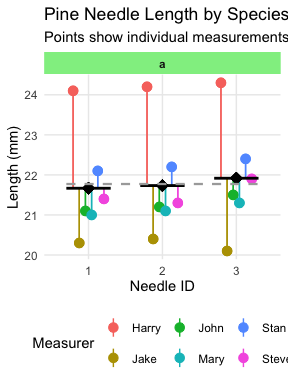 Pine Needle Length by Species
Points show individual measurements
a
24
23
22
21
20
Length (mm)
1 2 3
Needle ID
Measurer
Harry John Stan
Jake Mary Steve